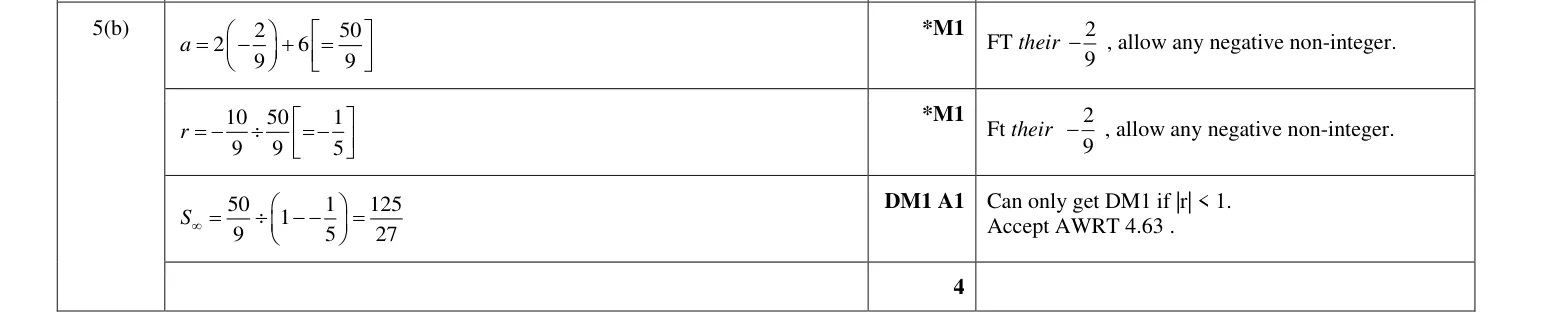 5(b)
a = 2(−2/9) + 6[= 50/9]
*M1
FT their −2/9 , allow any negative non-integer.
r = −10/9 ÷ 50/9[= −1/5]
*M1
Ft their −2/9 , allow any negative non-integer.
S∞ = 50/9 ÷ (1 − −1/5) = 125/27
DM1 A1
Can only get DM1 if |r| < 1.
Accept AWRT 4.63 .
4